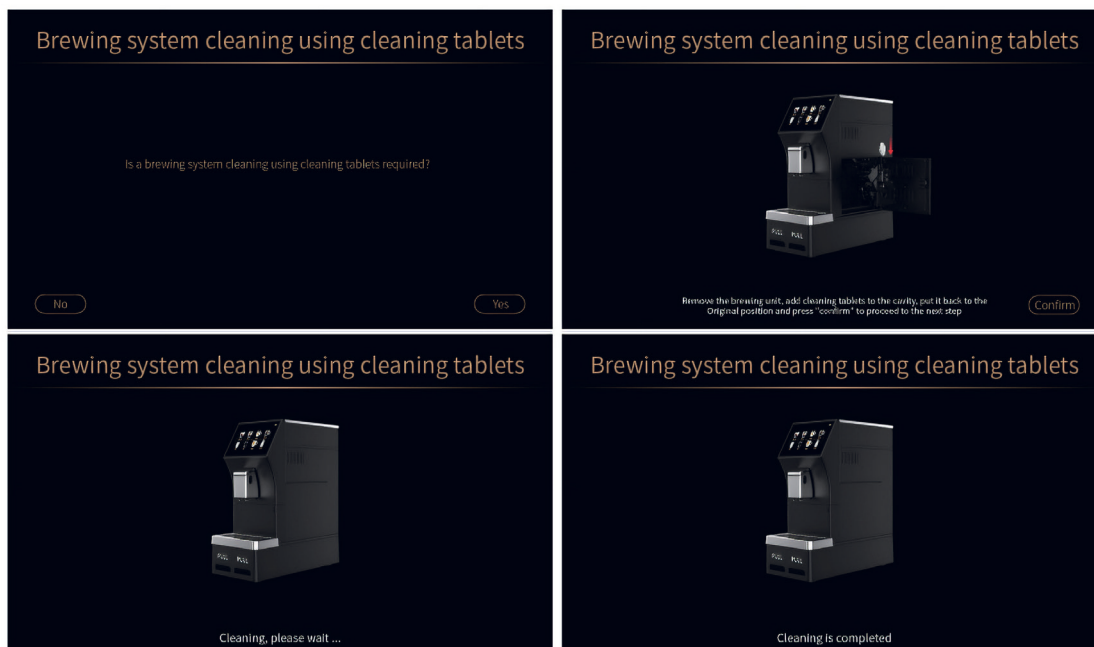 Brewing system cleaning using cleaning tablets
Is a brewing system cleaning using cleaning tablets required?
No
Yes
Brewing system cleaning using cleaning tablets
Remove the brewing unit, add cleaning tablets to the cavity, put it back to the
Original position and press "confirm" to proceed to the next step
Confirm
Brewing system cleaning using cleaning tablets
Cleaning, please wait ...
Brewing system cleaning using cleaning tablets
Cleaning is completed